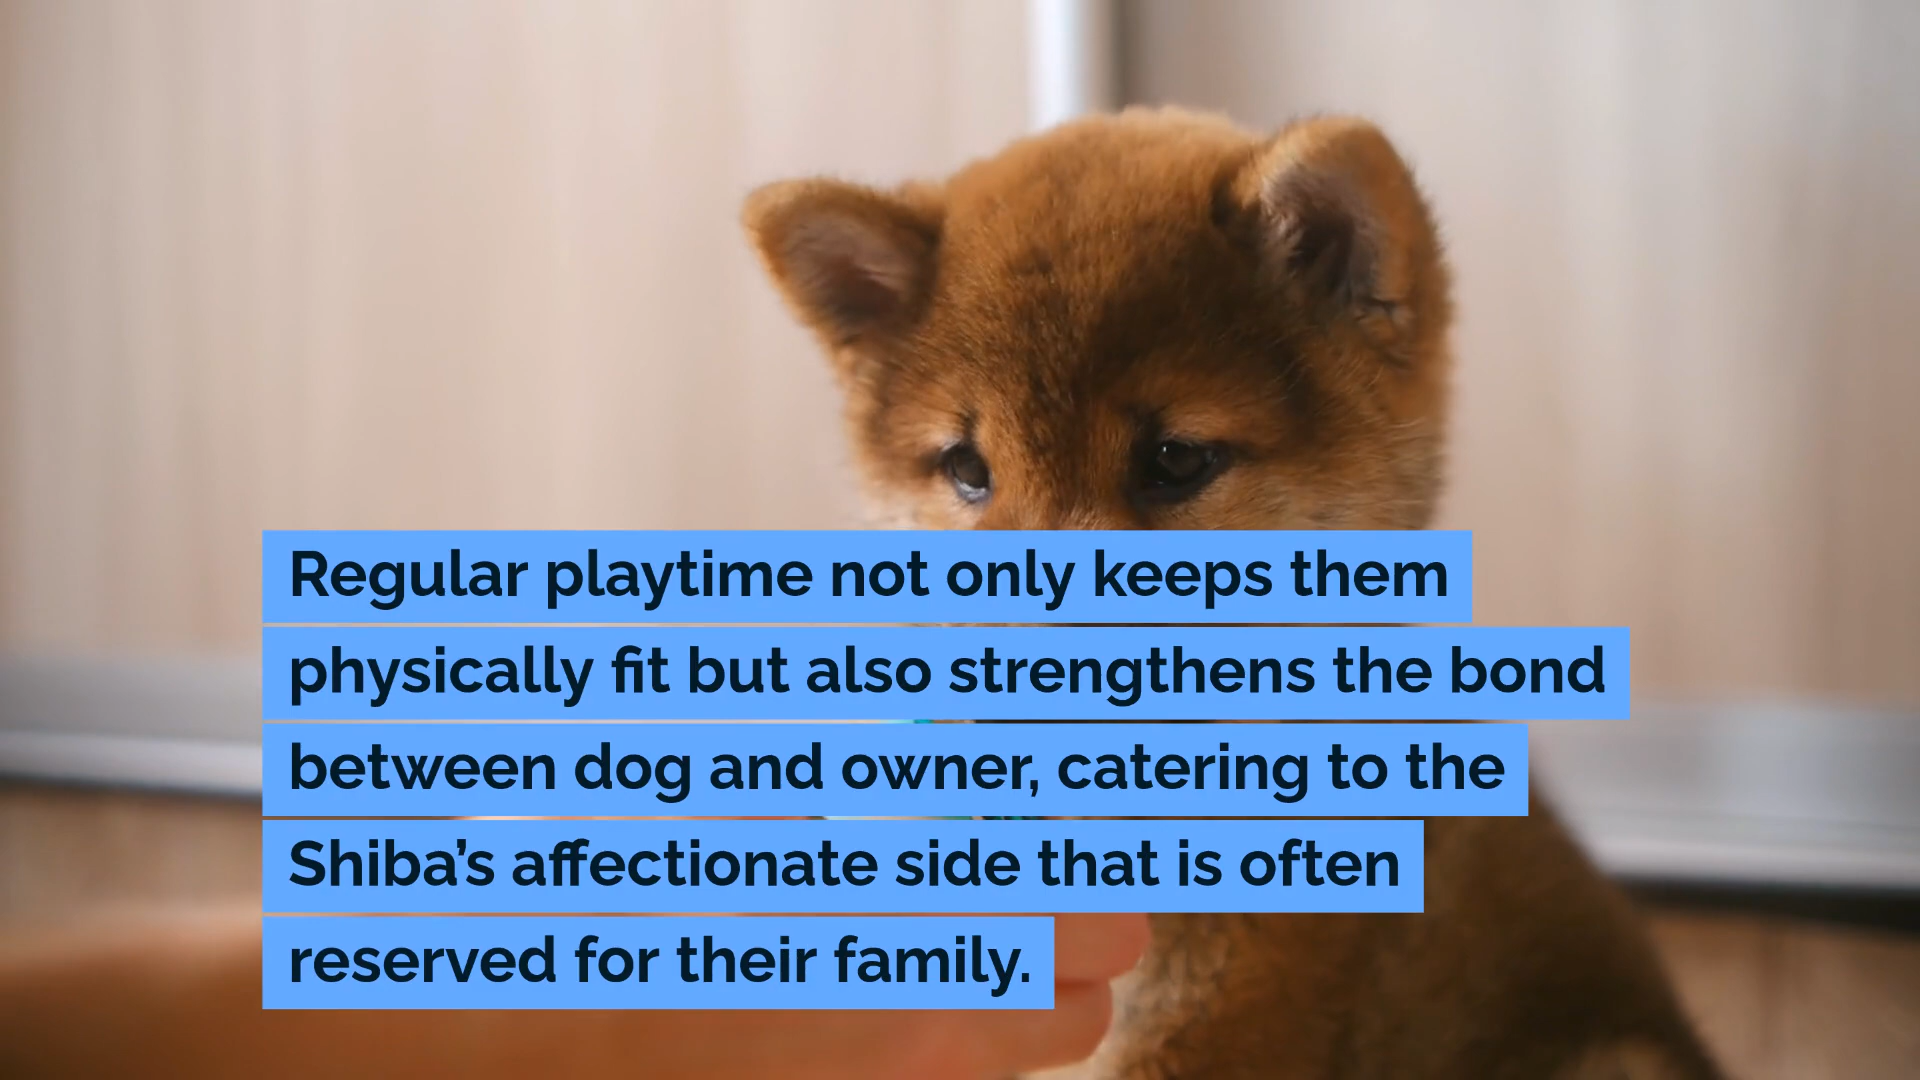 Regular playtime not only keeps them
physically fit but also strengthens the bond
between dog and owner, catering to the
Shiba’s affectionate side that is often
reserved for their family.